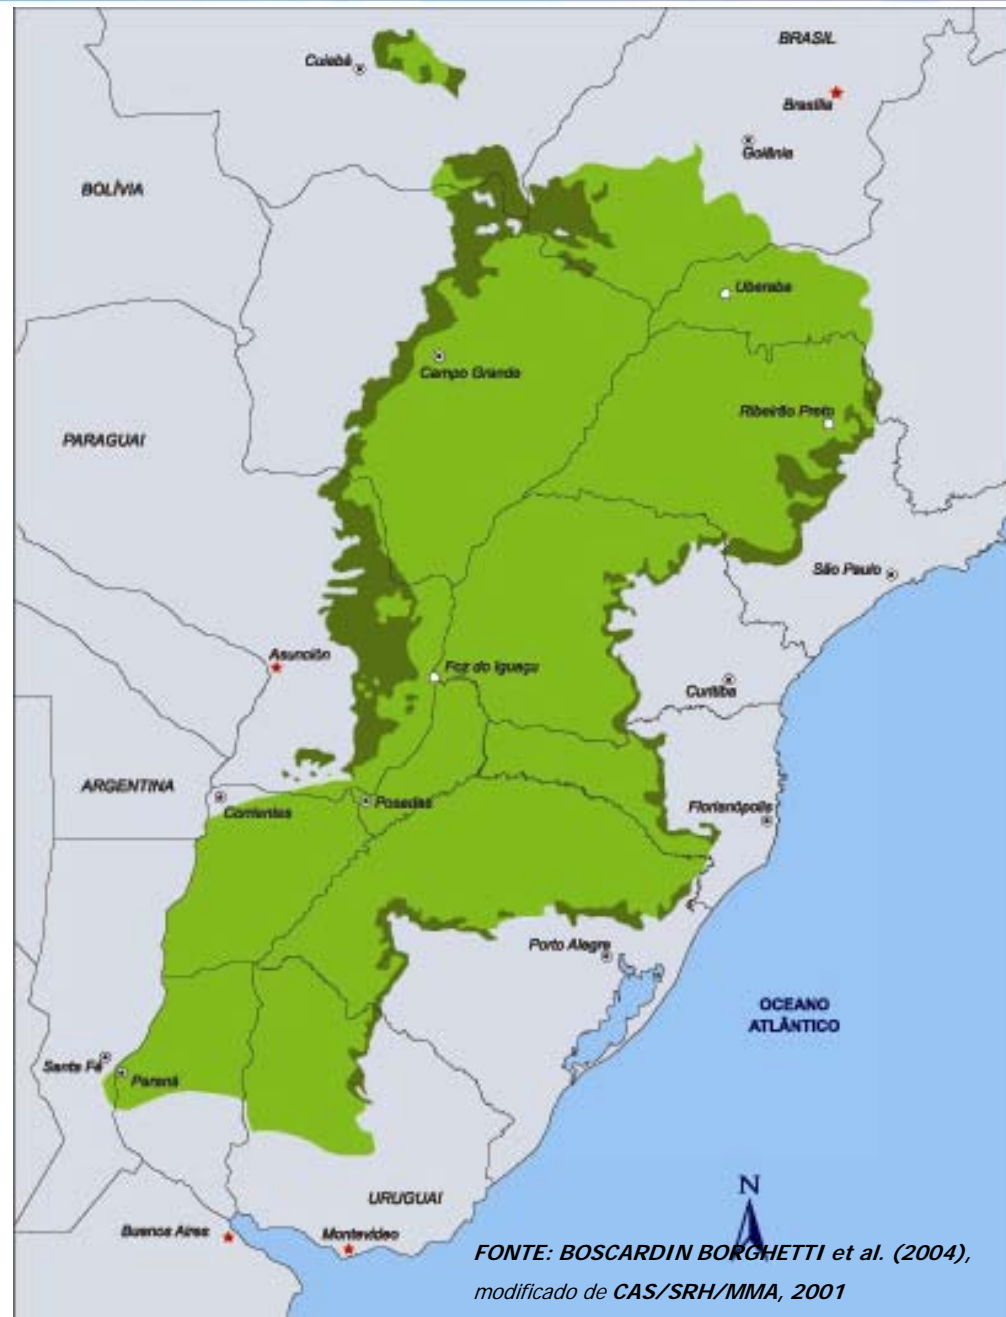 BRASIL
Cuiabá
Brasília
Goiânia
BOLÍVIA
Uberaba
Campo Grande
Ribeirão Preto
PARAGUAI
São Paulo
Asunción
Foz do Iguaçu
Curitiba
ARGENTINA
Corrientes
Posadas
Florianópolis
Porto Alegre
OCEANO
ATLÂNTICO
Santa Fé
Paraná
N
URUGUAI
Buenos Aires
Montevideo
FONTE: BOSCARDIN BORGHETTI et al. (2004),
modificado de CAS/SRH/MMA, 2001